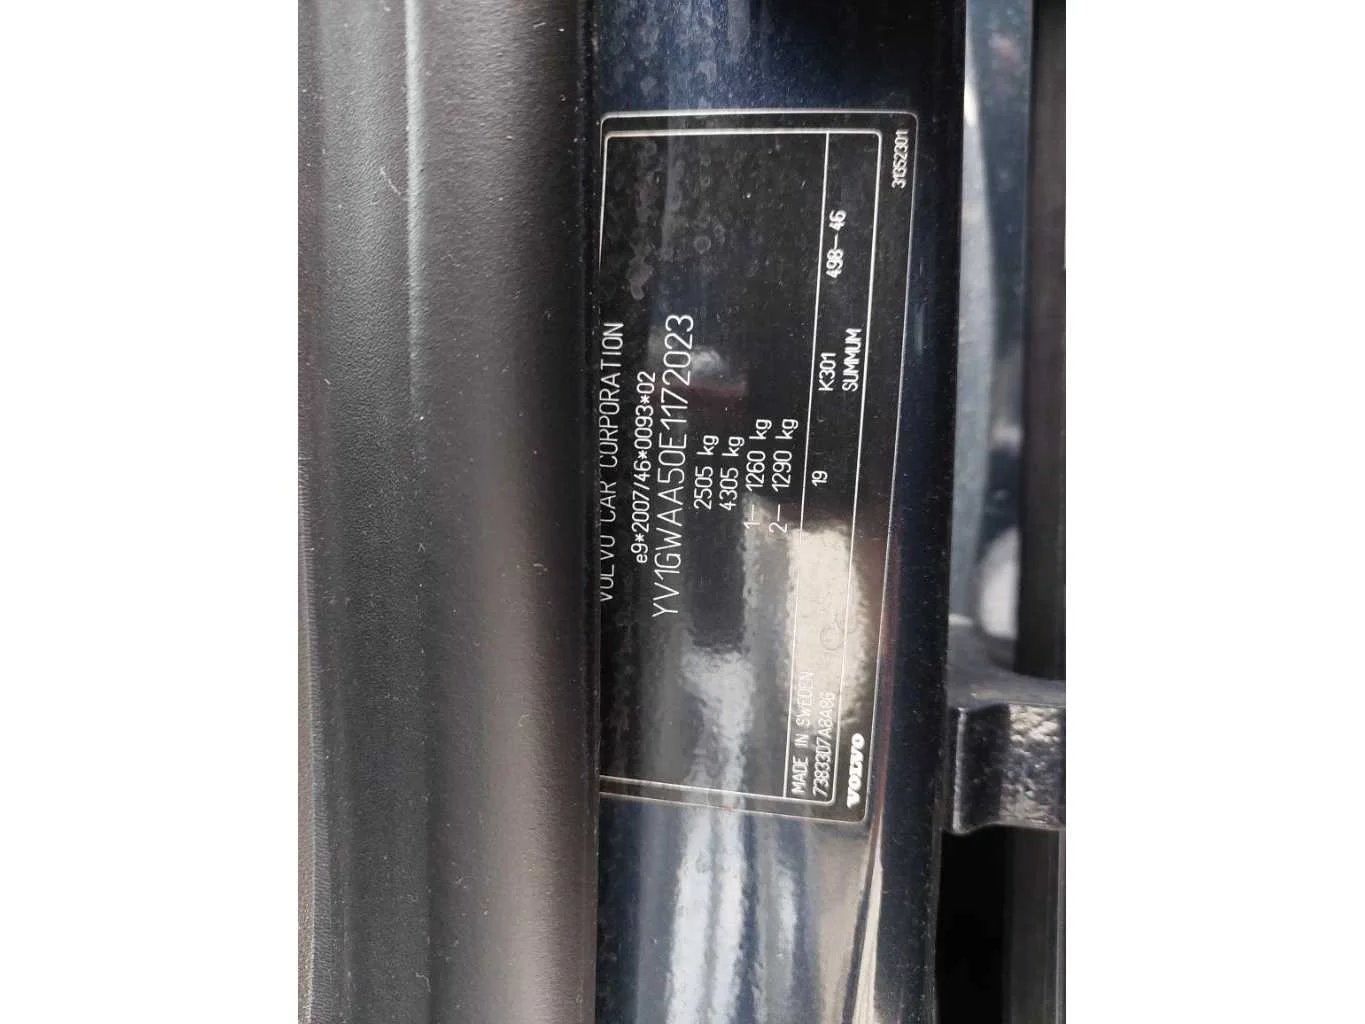 VOLVO CAR CORPORATION
e9*2007/46*0093*02
YV1GWAA50E1172023
2505 kg
4305 kg
1— 1260 kg
2— 1290 kg
MADE IN SWEDEN 19 K301 498-46
73833D7A8A8G SUMMUM
VOLVO 31352301